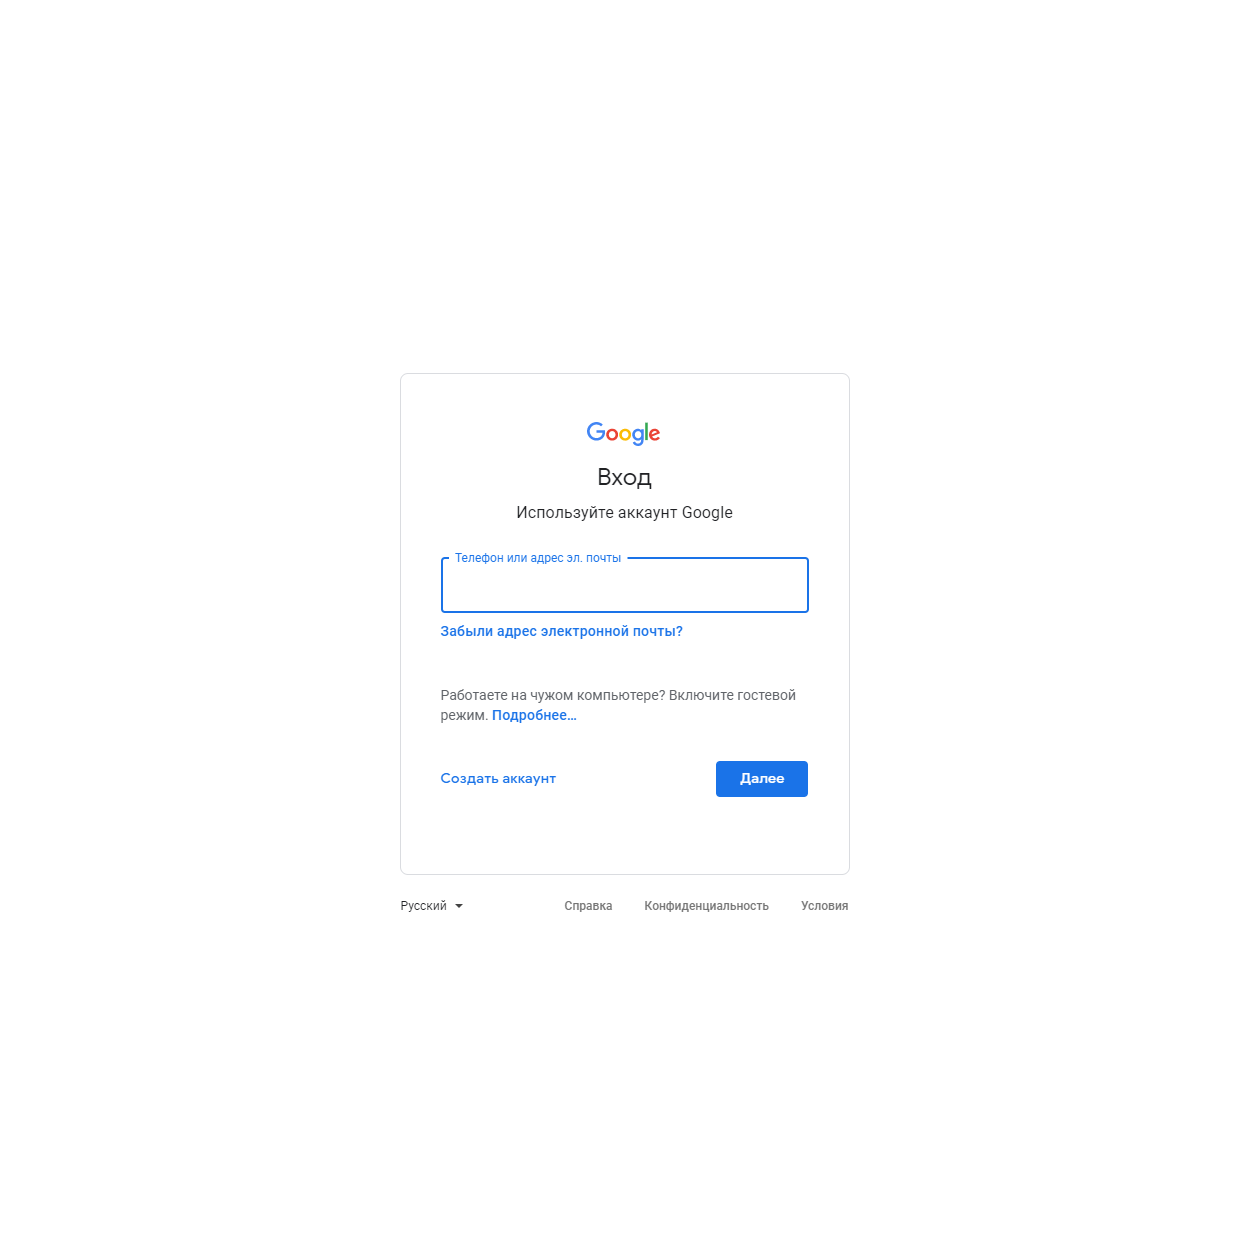 Google
Вход
Используйте аккаунт Google
Телефон или адрес эл. почты
Забыли адрес электронной почты?
Работаете на чужом компьютере? Включите гостевой
режим. Подробнее…
Создать аккаунт
Далее
Русский
Справка
Конфиденциальность
Условия